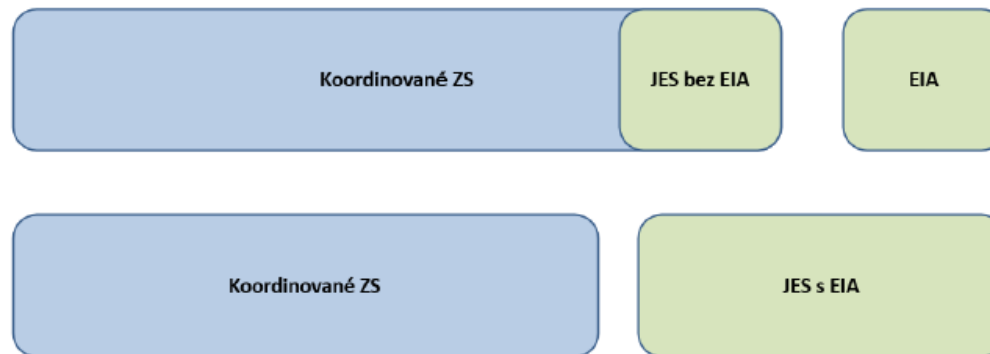 Koordinované ZS
JES bez EIA
EIA
Koordinované ZS
JES s EIA